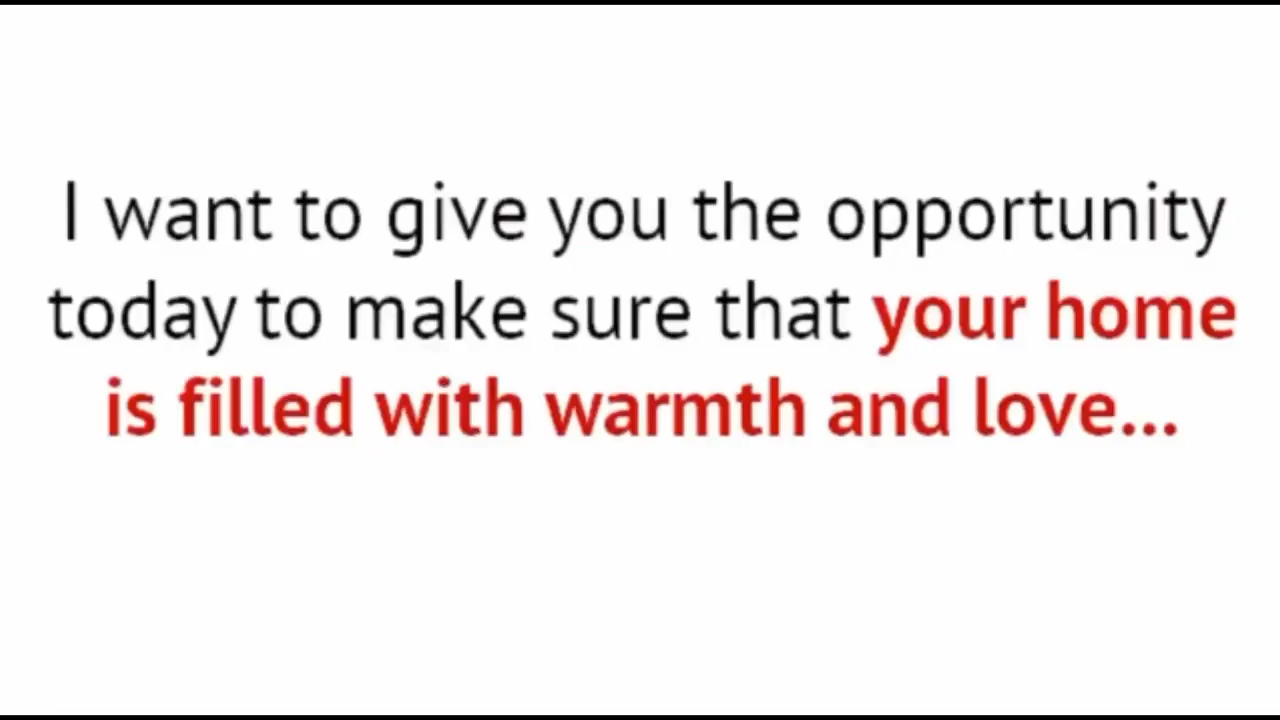 I want to give you the opportunity
today to make sure that your home
is filled with warmth and love...